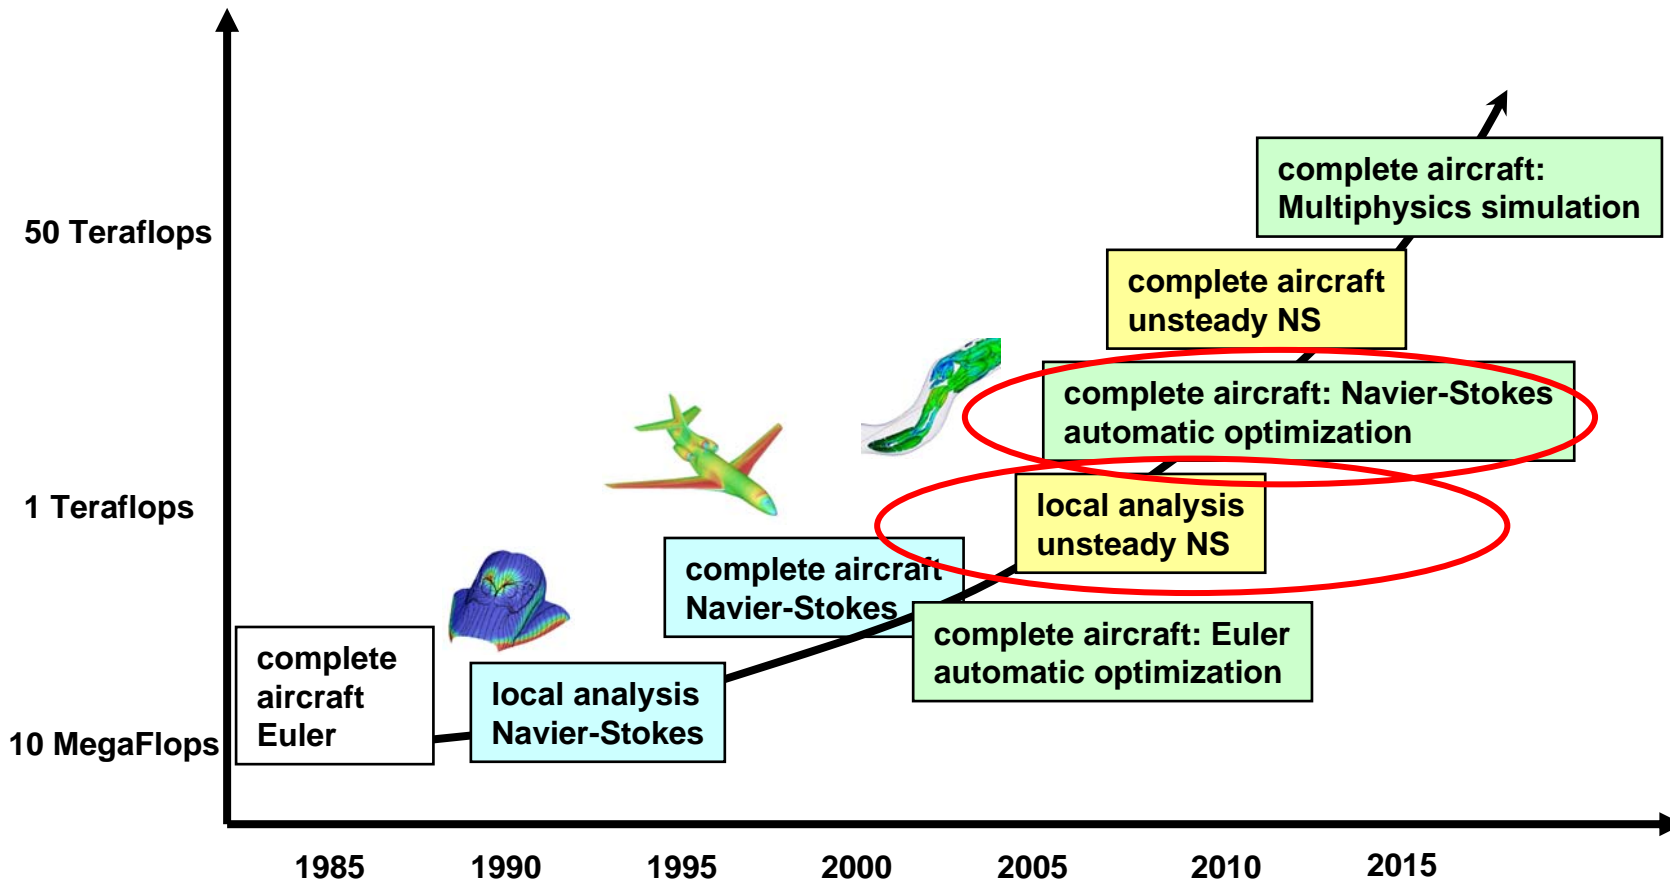 complete aircraft:
Multiphysics simulation
50 Teraflops
complete aircraft
unsteady NS
complete aircraft: Navier-Stokes
automatic optimization
1 Teraflops
local analysis
unsteady NS
complete aircraft
Navier-Stokes
complete aircraft: Euler
automatic optimization
complete
aircraft
Euler
local analysis
Navier-Stokes
10 MegaFlops
1985
1990
1995
2000
2005
2010
2015